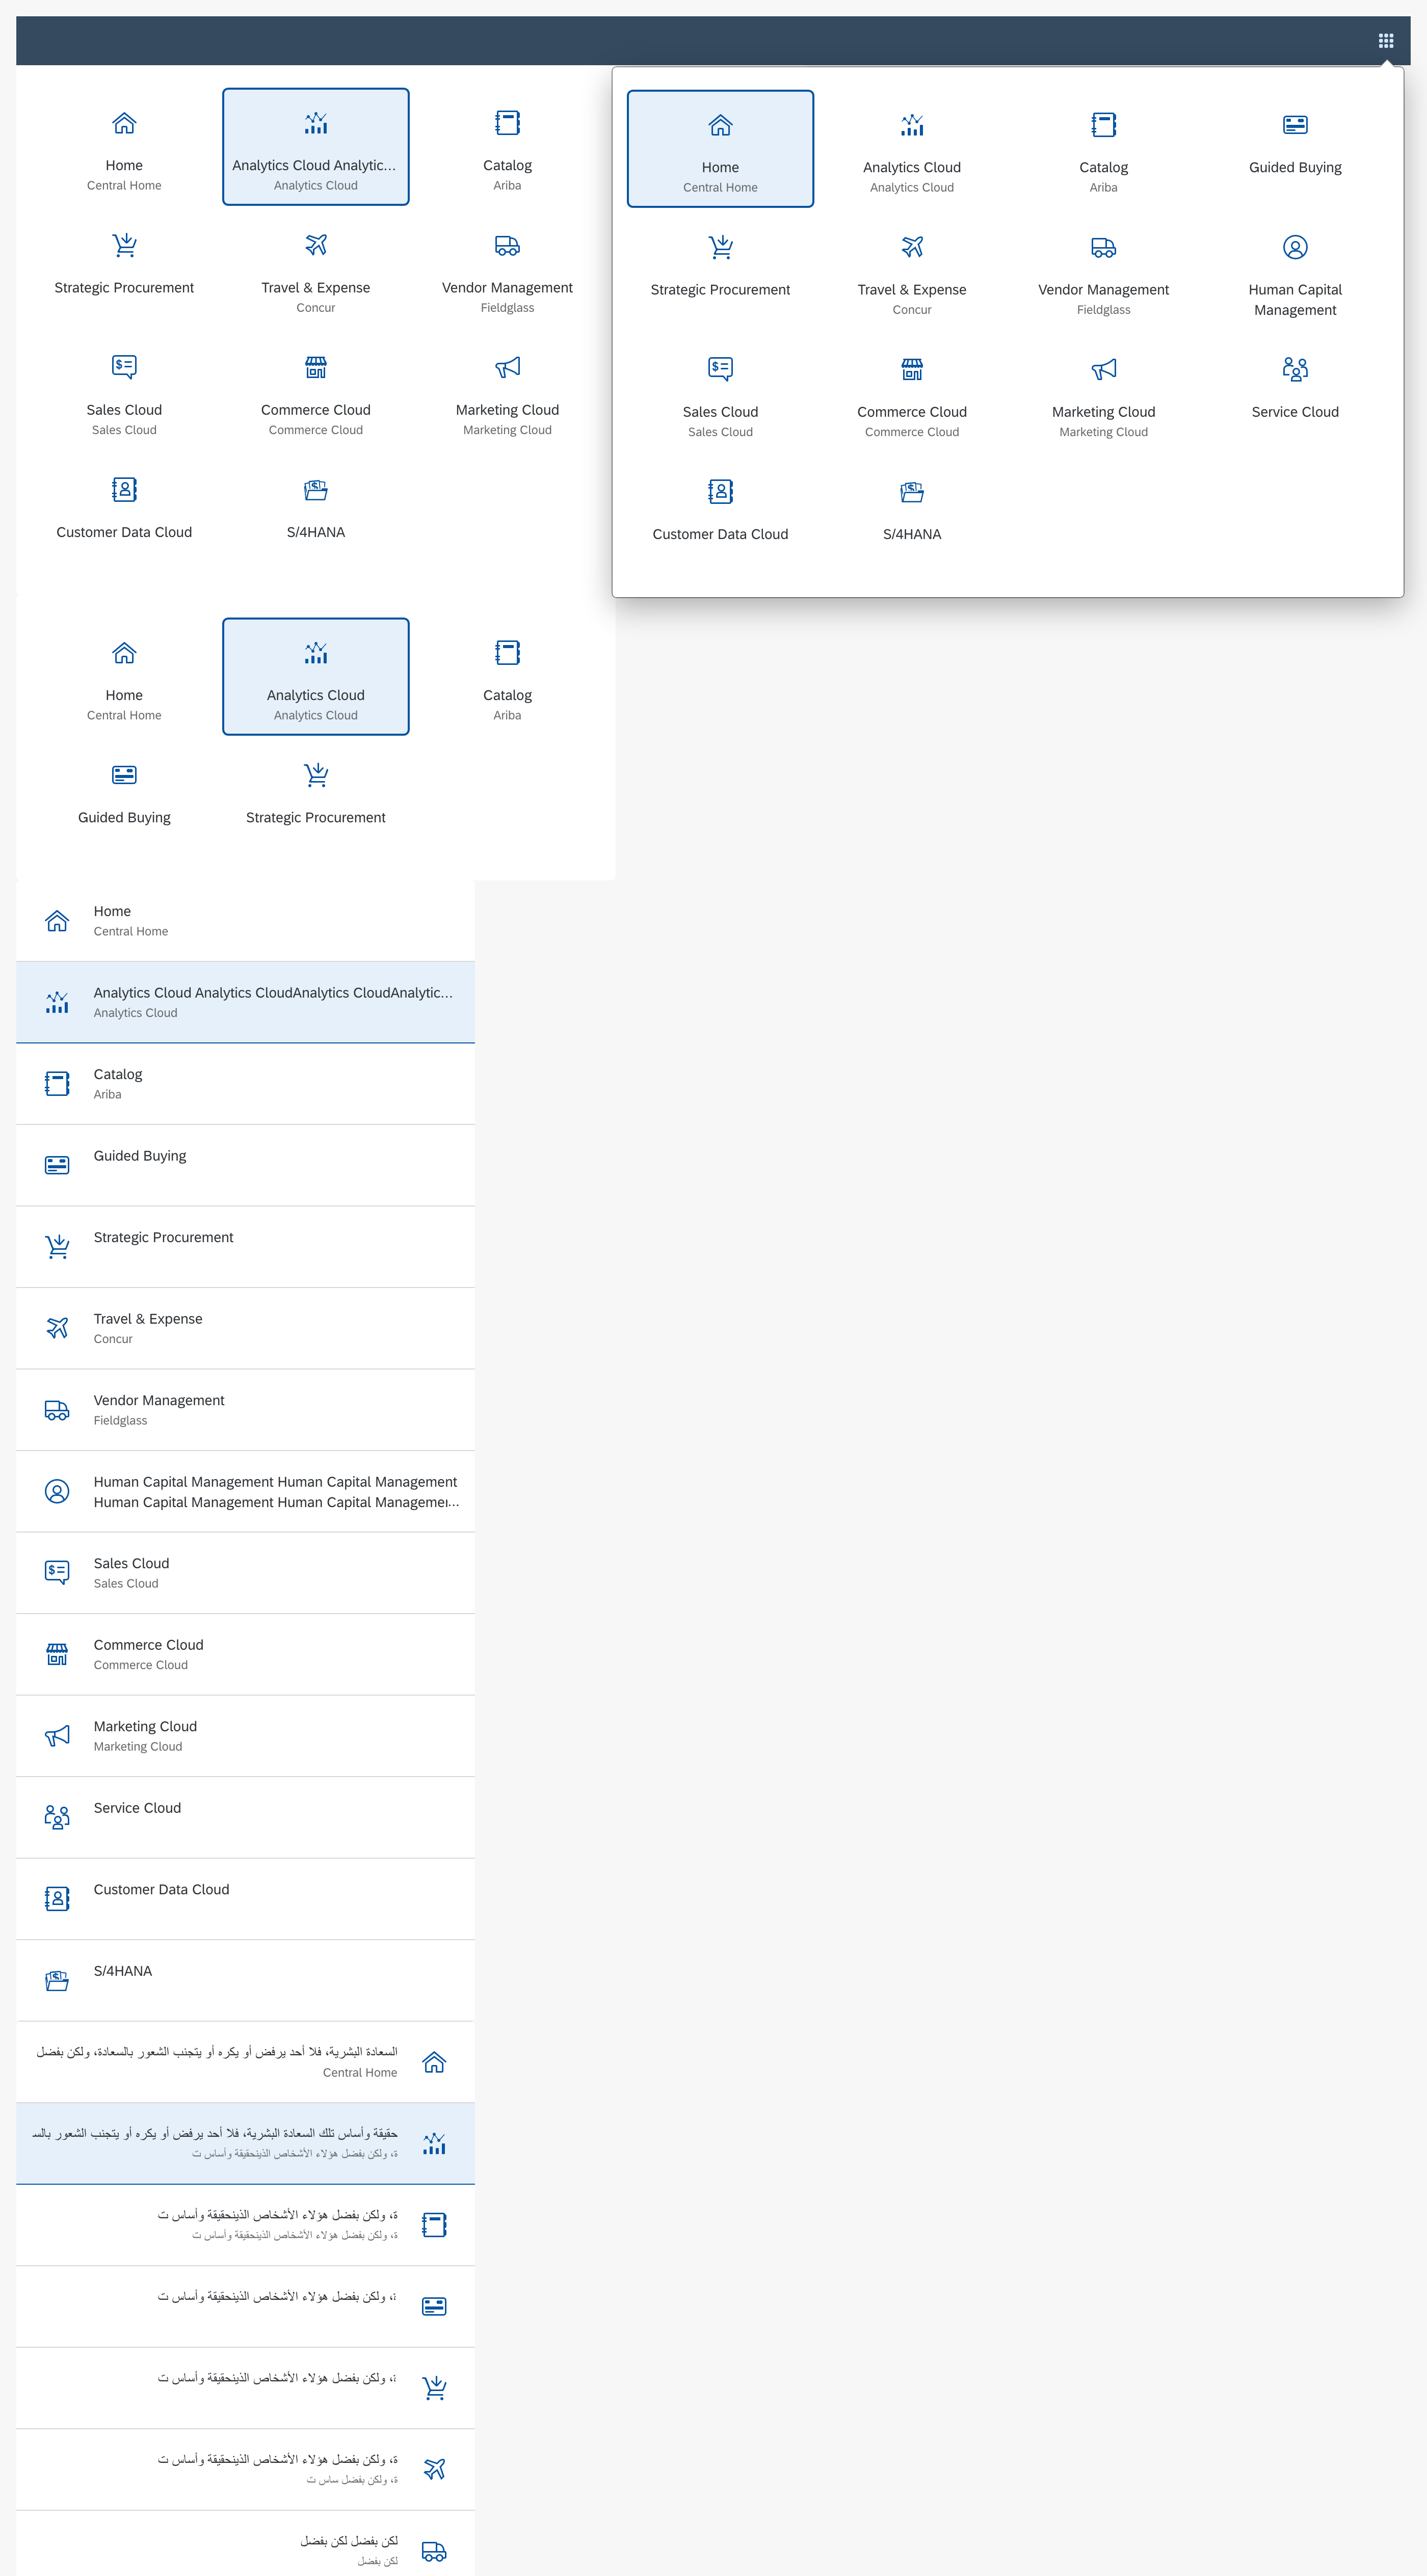 Home
Central Home
Analytics Cloud Analytic...
Analytics Cloud
Catalog
Ariba
Strategic Procurement
Travel & Expense
Concur
Vendor Management
Fieldglass
Sales Cloud
Sales Cloud
Commerce Cloud
Commerce Cloud
Marketing Cloud
Marketing Cloud
Customer Data Cloud
S/4HANA
Home
Central Home
Analytics Cloud
Analytics Cloud
Catalog
Ariba
Guided Buying
Strategic Procurement
Travel & Expense
Concur
Vendor Management
Fieldglass
Human Capital
Management
Sales Cloud
Sales Cloud
Commerce Cloud
Commerce Cloud
Marketing Cloud
Marketing Cloud
Service Cloud
Customer Data Cloud
S/4HANA
Home
Central Home
Analytics Cloud
Analytics Cloud
Catalog
Ariba
Guided Buying
Strategic Procurement
Home
Central Home
Analytics Cloud Analytics CloudAnalytics CloudAnalytic...
Analytics Cloud
Catalog
Ariba
Guided Buying
Strategic Procurement
Travel & Expense
Concur
Vendor Management
Fieldglass
Human Capital Management Human Capital Management
Human Capital Management Human Capital Managemen...
Sales Cloud
Sales Cloud
Commerce Cloud
Commerce Cloud
Marketing Cloud
Marketing Cloud
Service Cloud
Customer Data Cloud
S/4HANA
السعادة البشرية، فلا أحد يرفض أو يكره أو يتجنب الشعور بالسعادة، ولكن بفضل
Central Home
حقيقة وأساس تلك السعادة البشرية، فلا أحد يرفض أو يكره أو يتجنب الشعور بالس
ة، ولكن بفضل هؤلاء الأشخاص الذينحقيقة وأساس ت
ة، ولكن بفضل هؤلاء الأشخاص الذينحقيقة وأساس ت
ة، ولكن بفضل هؤلاء الأشخاص الذينحقيقة وأساس ت
ة، ولكن بفضل هؤلاء الأشخاص الذينحقيقة وأساس ت
ة، ولكن بفضل هؤلاء الأشخاص الذينحقيقة وأساس ت
ة، ولكن بفضل هؤلاء الأشخاص الذينحقيقة وأساس ت
ة، ولكن بفضل ساس ت
لكن بفضل لكن بفضل
لكن بفضل